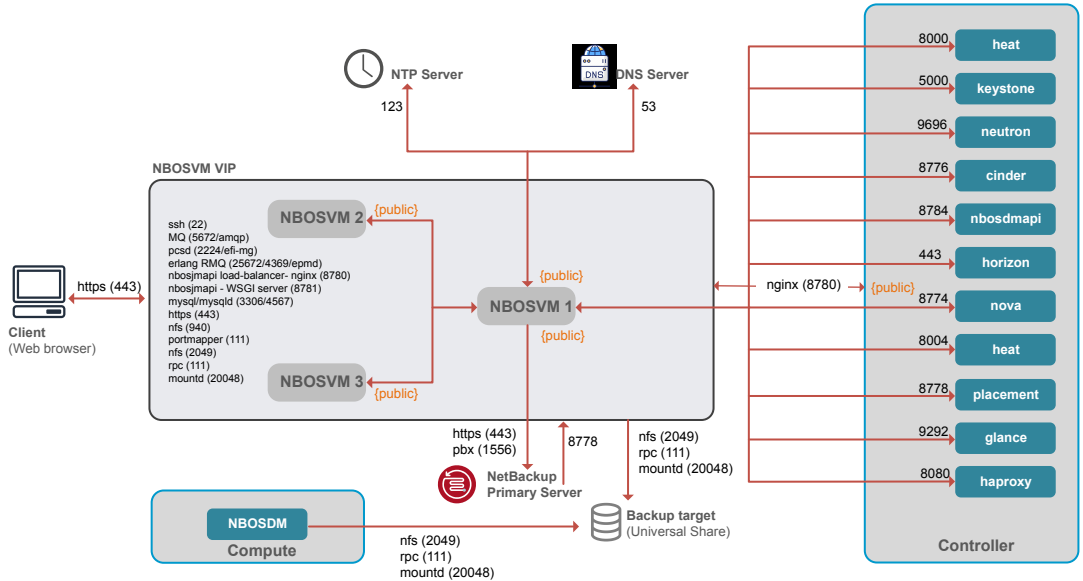 NTP Server
123
DNS
DNS Server
53
NBOSVM VIP
ssh (22)
MQ (5672/amqp)
pcsd (2224/efi-mg)
erlang RMQ (25672/4369/epmd)
nbosjmapi load-balancer- nginx (8780)
nbosjmapi - WSGI server (8781)
mysql/mysqld (3306/4567)
https (443)
nfs (940)
portmapper (111)
nfs (2049)
rpc (111)
mountd (20048)
NBOSVM 2
{public}
NBOSVM 3
{public}
{public}
NBOSVM 1
{public}
https (443)
Client
(Web browser)
nginx (8780)
{public}
https (443)
pbx (1556)
8778
NetBackup
Primary Server
nfs (2049)
rpc (111)
mountd (20048)
Backup target
(Universal Share)
NBOSDM
Compute
nfs (2049)
rpc (111)
mountd (20048)
8000
heat
5000
keystone
9696
neutron
8776
cinder
8784
nbosdmapi
443
horizon
8774
nova
8004
heat
8778
placement
9292
glance
8080
haproxy
Controller